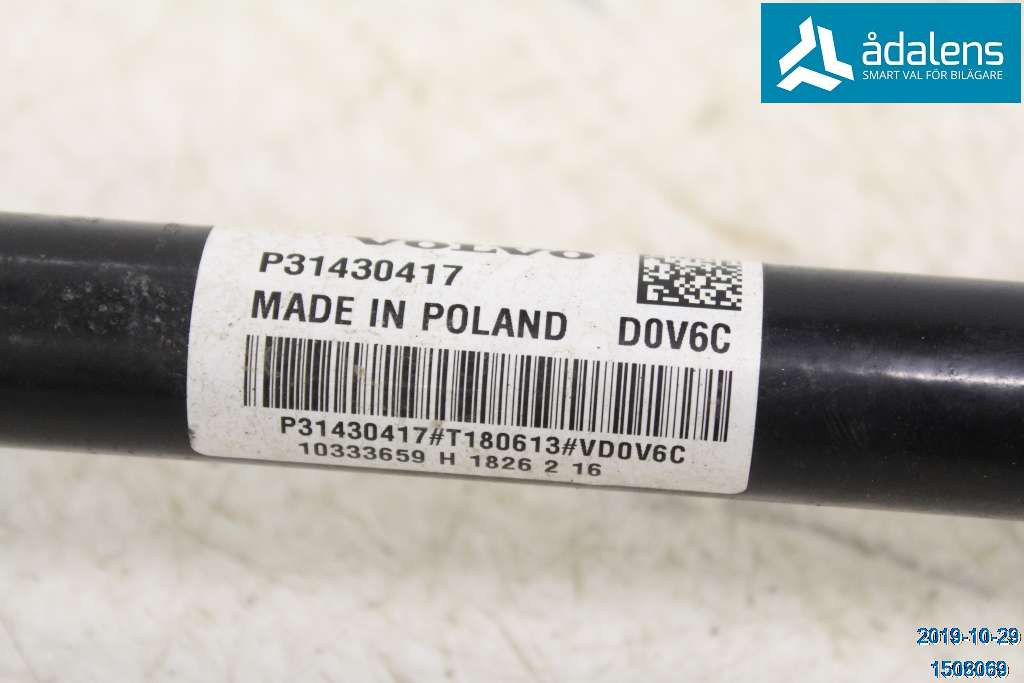 ådalens
SMART VAL FÖR BILÄGARE
VOLVO
P31430417
MADE IN POLAND D0V6C
P31430417#T180613#VD0V6C
10333659 H 1826 2 16
2019-10-29
1508069